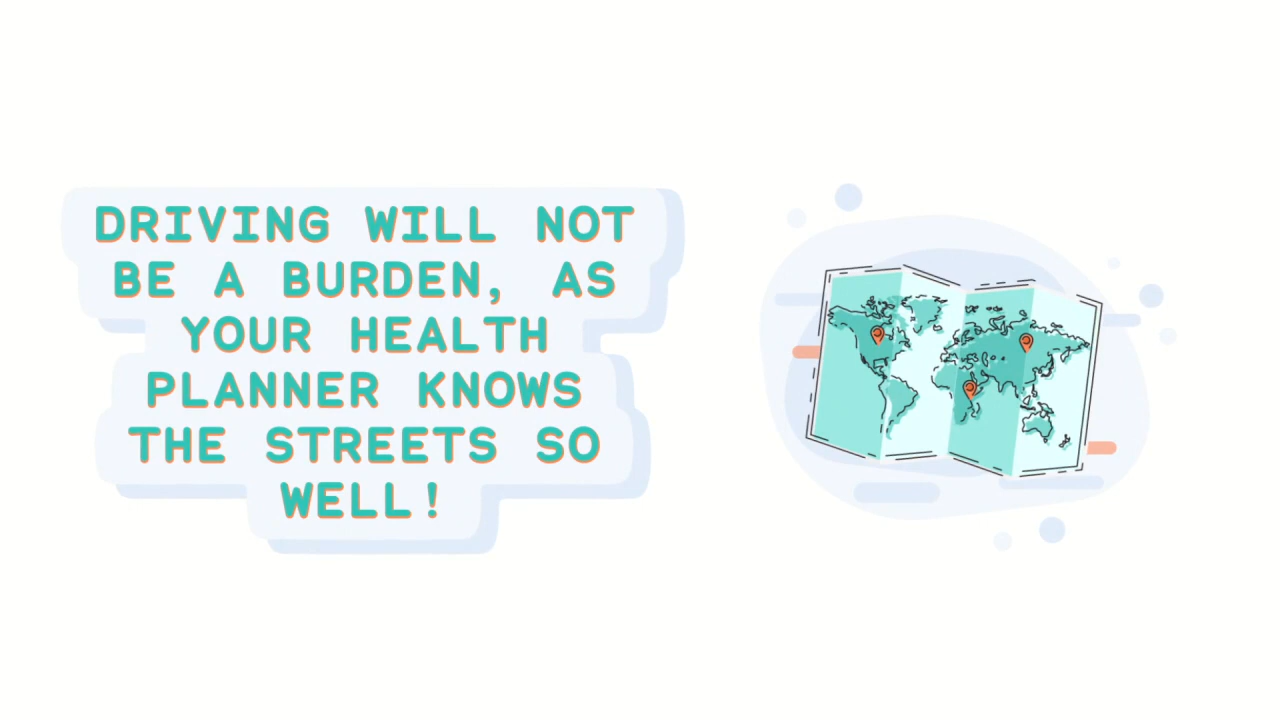 DRIVING WILL NOT
BE A BURDEN, AS
YOUR HEALTH
PLANNER KNOWS
THE STREETS SO
WELL!